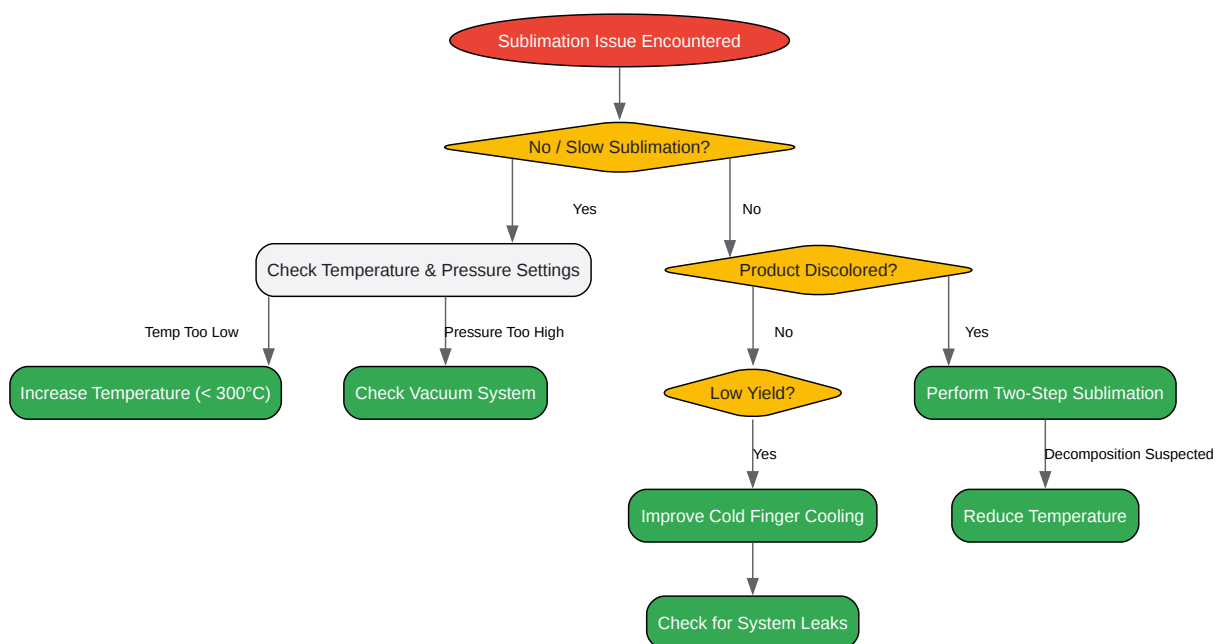 Sublimation Issue Encountered
No / Slow Sublimation?
Yes
No
Check Temperature & Pressure Settings
Product Discolored?
Temp Too Low
Pressure Too High
No
Yes
Increase Temperature (< 300°C)
Check Vacuum System
Low Yield?
Perform Two-Step Sublimation
Yes
Decomposition Suspected
Improve Cold Finger Cooling
Reduce Temperature
Check for System Leaks